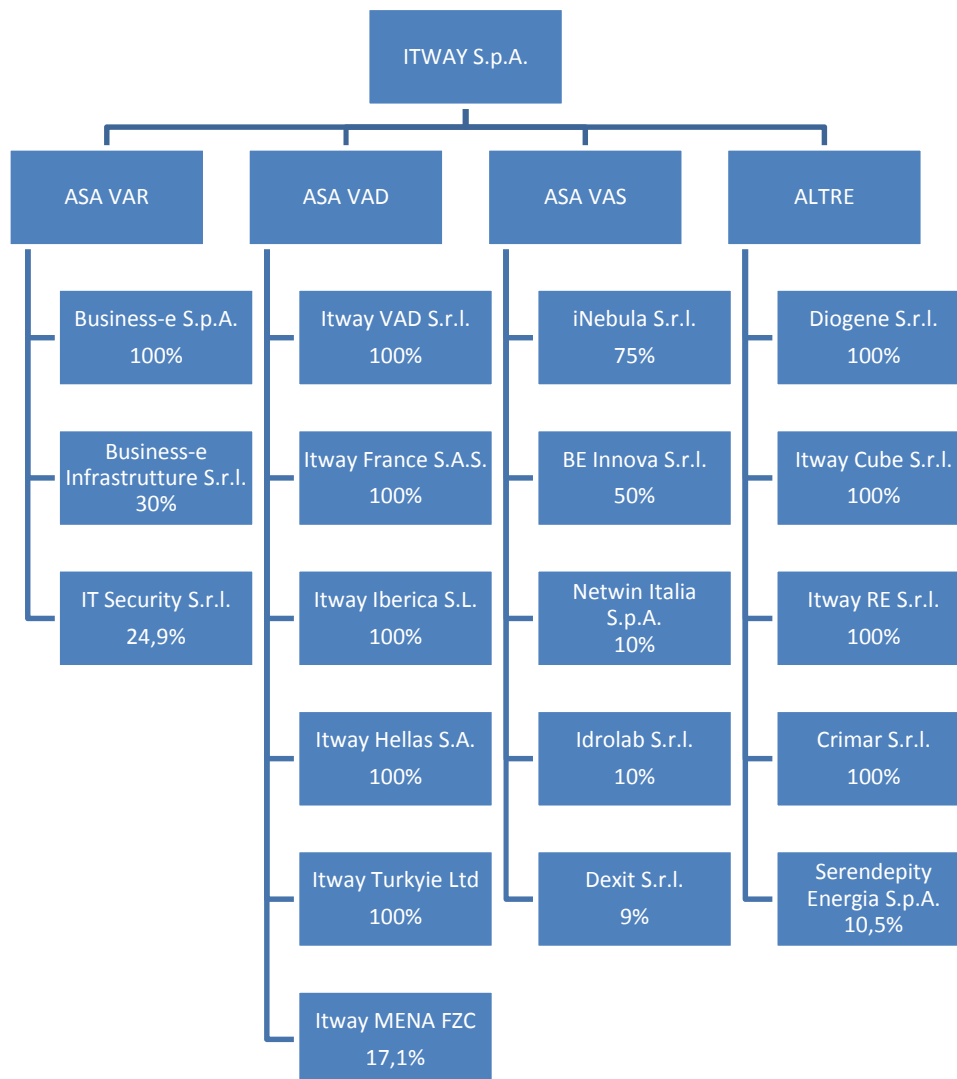 ITWAY S.p.A.
ASA VAR
Business-e S.p.A.
100%
Business-e
Infrastrutture S.r.l.
30%
IT Security S.r.l.
24,9%
ASA VAD
Itway VAD S.r.l.
100%
Itway France S.A.S.
100%
Itway Iberica S.L.
100%
Itway Hellas S.A.
100%
Itway Turkyie Ltd
100%
Itway MENA FZC
17,1%
ASA VAS
iNebula S.r.l.
75%
BE Innova S.r.l.
50%
Netwin Italia
S.p.A.
10%
Idrolab S.r.l.
10%
Dexit S.r.l.
9%
ALTRE
Diogene S.r.l.
100%
Itway Cube S.r.l.
100%
Itway RE S.r.l.
100%
Crimar S.r.l.
100%
Serendepity
Energia S.p.A.
10,5%